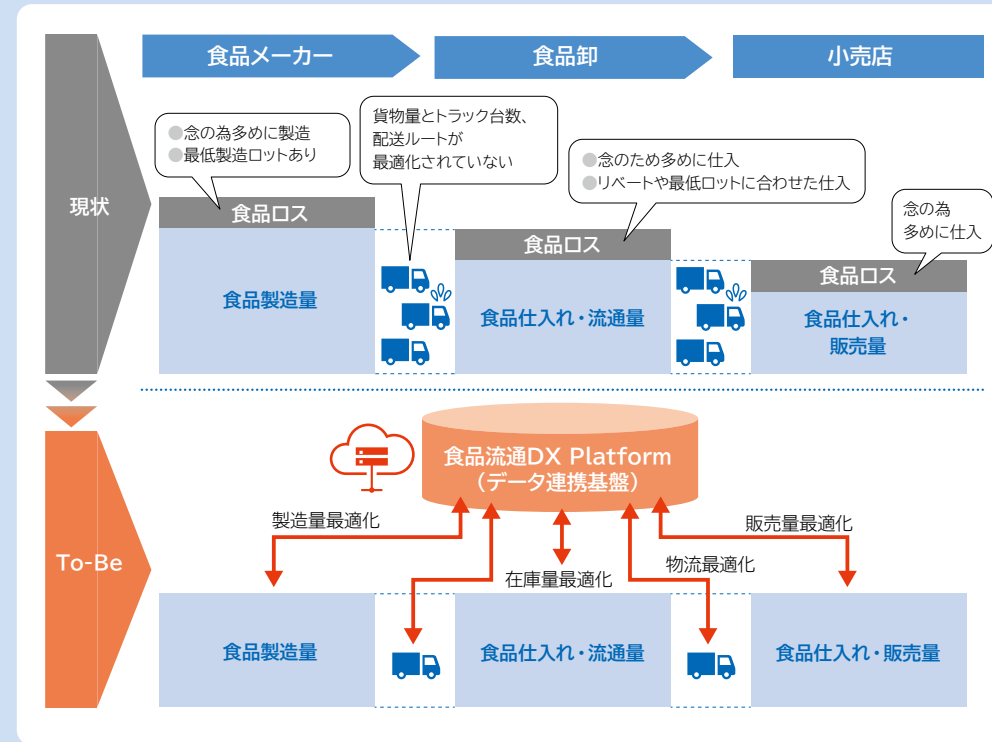 食品メーカー
食品卸
小売店
現状
●念の為多めに製造
●最低製造ロットあり
貨物量とトラック台数、
配送ルートが
最適化されていない
●念のため多めに仕入
●リベートや最低ロットに合わせた仕入
念の為
多めに仕入
食品ロス
食品製造量
食品ロス
食品仕入れ・流通量
食品ロス
食品仕入れ・
販売量
To-Be
食品流通DX Platform
（データ連携基盤）
製造量最適化
在庫量最適化
物流最適化
販売量最適化
食品製造量
食品仕入れ・流通量
食品仕入れ・販売量